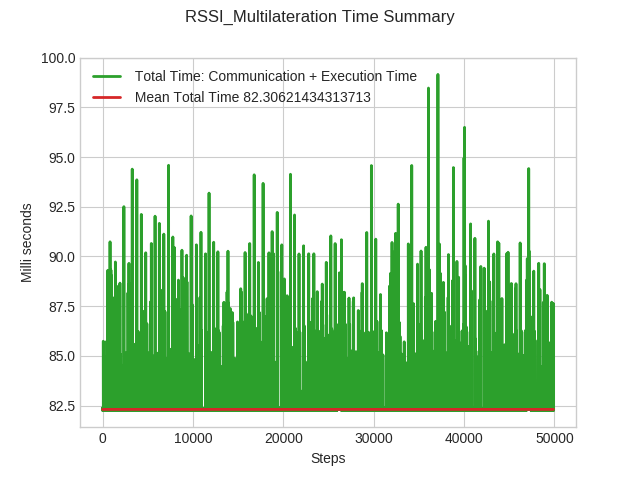 RSSI_Multilateration Time Summary
Total Time: Communication + Execution Time
Mean Total Time 82.30621434313713
100.0
97.5
95.0
92.5
90.0
87.5
85.0
82.5
Milli seconds
0 10000 20000 30000 40000 50000
Steps